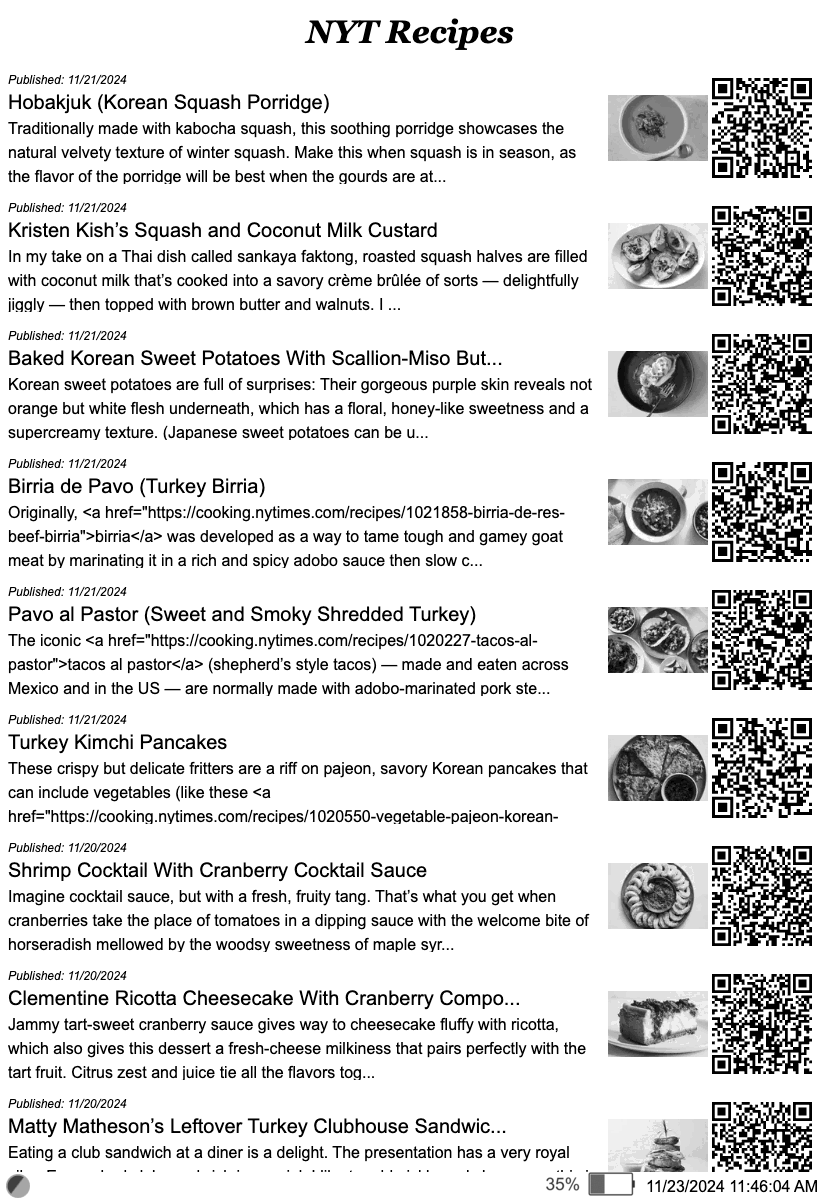 NYT Recipes
Published: 11/21/2024
Hobakjuk (Korean Squash Porridge)
Traditionally made with kabocha squash, this soothing porridge showcases the
natural velvety texture of winter squash. Make this when squash is in season, as
the flavor of the porridge will be best when the gourds are at...
Published: 11/21/2024
Kristen Kish’s Squash and Coconut Milk Custard
In my take on a Thai dish called sankaya faktong, roasted squash halves are filled
with coconut milk that’s cooked into a savory crème brûlée of sorts — delightfully
jiggly — then topped with brown butter and walnuts. I ...
Published: 11/21/2024
Baked Korean Sweet Potatoes With Scallion-Miso But...
Korean sweet potatoes are full of surprises: Their gorgeous purple skin reveals not
orange but white flesh underneath, which has a floral, honey-like sweetness and a
supercreamy texture. (Japanese sweet potatoes can be u...
Published: 11/21/2024
Birria de Pavo (Turkey Birria)
Originally, <a href="https://cooking.nytimes.com/recipes/1021858-birria-de-res-
beef-birria">birria</a> was developed as a way to tame tough and gamey goat
meat by marinating it in a rich and spicy adobo sauce then slow c...
Published: 11/21/2024
Pavo al Pastor (Sweet and Smoky Shredded Turkey)
The iconic <a href="https://cooking.nytimes.com/recipes/1020227-tacos-al-
pastor">tacos al pastor</a> (shepherd’s style tacos) — made and eaten across
Mexico and in the US — are normally made with adobo-marinated pork ste...
Published: 11/21/2024
Turkey Kimchi Pancakes
These crispy but delicate fritters are a riff on pajeon, savory Korean pancakes that
can include vegetables (like these <a
href="https://cooking.nytimes.com/recipes/1020550-vegetable-pajeon-korean-
Published: 11/20/2024
Shrimp Cocktail With Cranberry Cocktail Sauce
Imagine cocktail sauce, but with a fresh, fruity tang. That’s what you get when
cranberries take the place of tomatoes in a dipping sauce with the welcome bite of
horseradish mellowed by the woodsy sweetness of maple syr...
Published: 11/20/2024
Clementine Ricotta Cheesecake With Cranberry Compo...
Jammy tart-sweet cranberry sauce gives way to cheesecake fluffy with ricotta,
which also gives this dessert a fresh-cheese milkiness that pairs perfectly with the
tart fruit. Citrus zest and juice tie all the flavors tog...
Published: 11/20/2024
Matty Matheson’s Leftover Turkey Clubhouse Sandwic...
Eating a club sandwich at a diner is a delight. The presentation has a very royal
35%
11/23/2024 11:46:04 AM